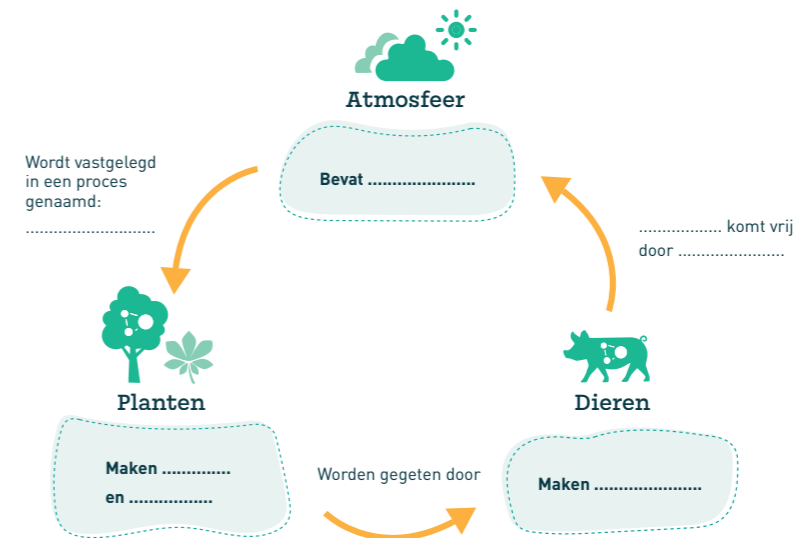 Atmosfeer
Bevat ......................
Wordt vastgelegd
in een proces
genaamd:
...........................
.................. komt vrij
door ......................
Planten
Maken ..............
en .................
Worden gegeten door
Dieren
Maken ......................